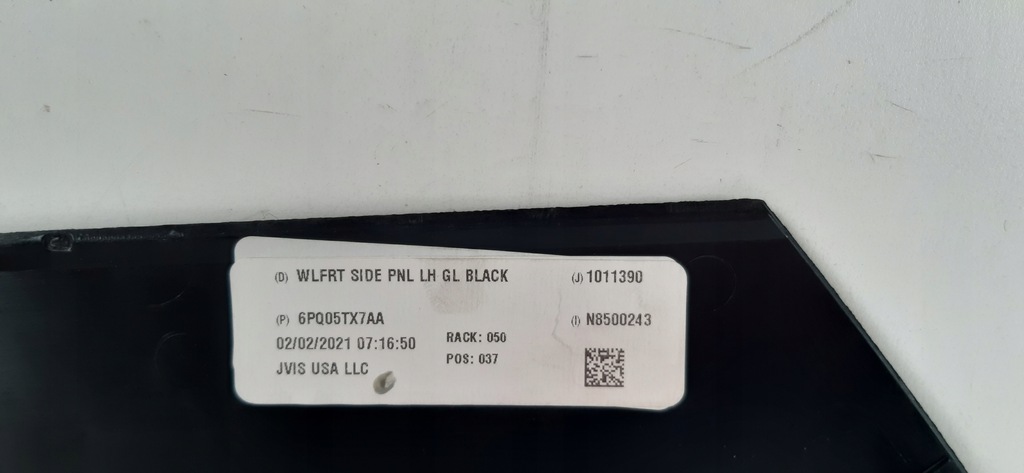 (D) WLFRT SIDE PNL LH GL BLACK (J) 1011390
(P) 6PQ05TX7AA (I) N8500243
02/02/2021 07:16:50 RACK: 050
JVIS USA LLC POS: 037